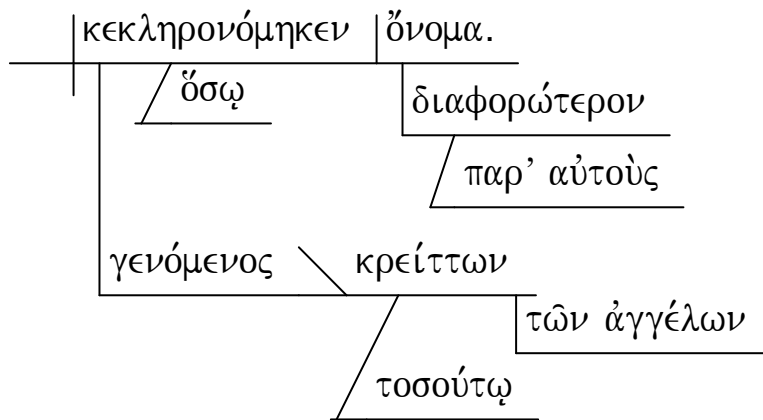 κεκληρονόμηκεν ὄνομα.
ὅσῳ
διαφορώτερον
παρ’ αὐτοὺς
γενόμενος κρείττων
τῶν ἀγγέλων
τοσούτῳ